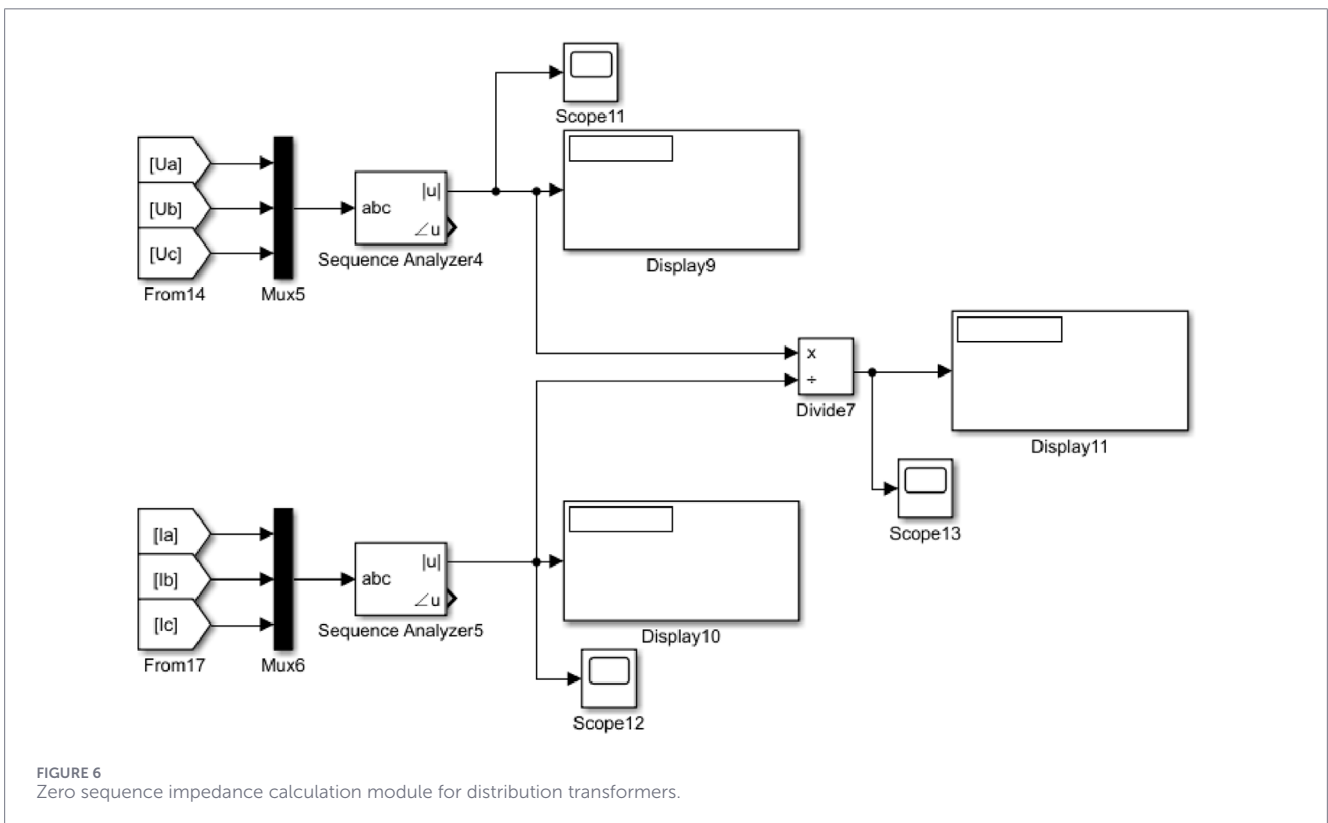 Scope11
[Ua]
[Ub]
[Uc]
From14
Mux5
abc
|u|
∠u
Sequence Analyzer4
Display9
x
÷
Divide7
Display11
Scope13
[Ia]
[Ib]
[Ic]
From17
Mux6
abc
|u|
∠u
Sequence Analyzer5
Display10
Scope12
FIGURE 6
Zero sequence impedance calculation module for distribution transformers.